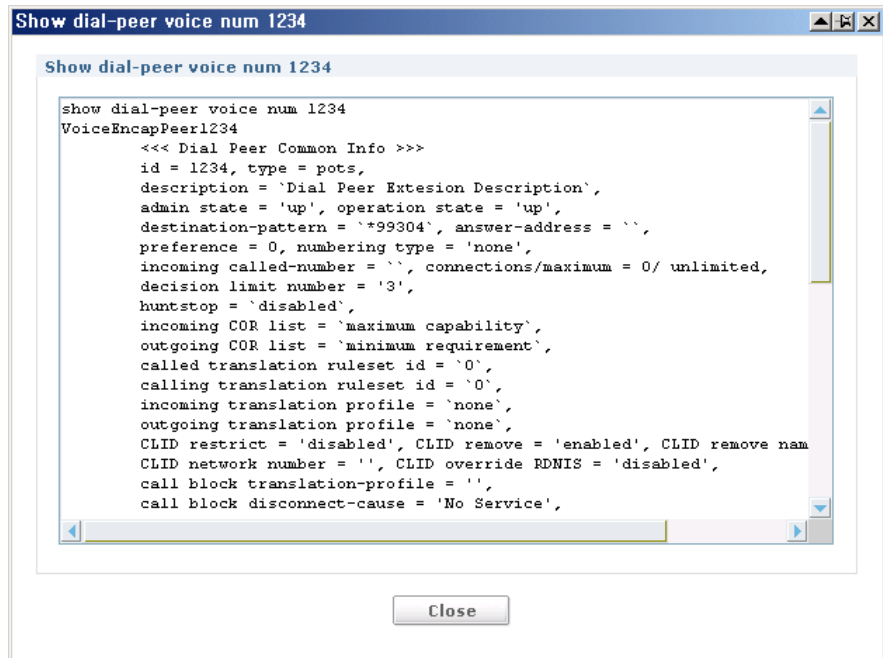 Show dial-peer voice num 1234
Show dial-peer voice num 1234
show dial-peer voice num 1234
VoiceEncapPeer1234
<<< Dial Peer Common Info >>>
id = 1234, type = pots,
description = `Dial Peer Extesion Description`,
admin state = 'up', operation state = 'up',
destination-pattern = `*99304`, answer-address = ``,
preference = 0, numbering type = 'none',
incoming called-number = ``, connections/maximum = 0/ unlimited,
decision limit number = '3',
huntstop = `disabled`,
incoming COR list = `maximum capability`,
outgoing COR list = `minimum requirement`,
called translation ruleset id = `0`,
calling translation ruleset id = `0`,
incoming translation profile = `none`,
outgoing translation profile = `none`,
CLID restrict = 'disabled', CLID remove = 'enabled', CLID remove nam
CLID network number = '', CLID override RDNIS = 'disabled',
call block translation-profile = '',
call block disconnect-cause = 'No Service',
Close